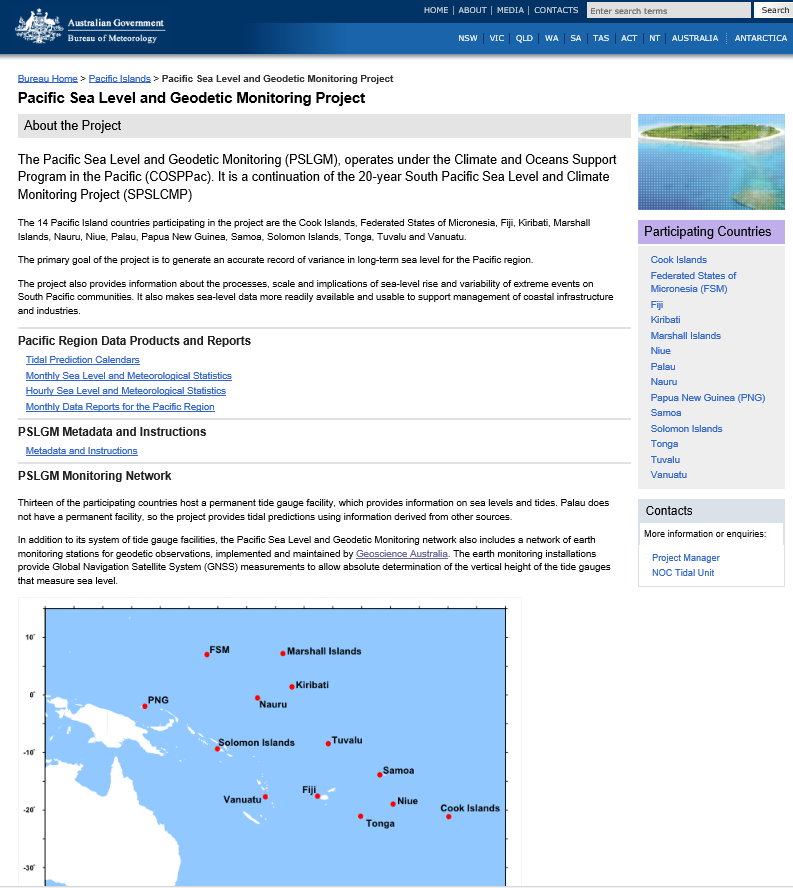 Australian Government
Bureau of Meteorology
HOME | ABOUT | MEDIA | CONTACTS
Enter search terms
Search
NSW | VIC | QLD | WA | SA | TAS | ACT | NT | AUSTRALIA | ANTARCTICA
Bureau Home > Pacific Islands > Pacific Sea Level and Geodetic Monitoring Project
Pacific Sea Level and Geodetic Monitoring Project
About the Project
The Pacific Sea Level and Geodetic Monitoring (PSLGM), operates under the Climate and Oceans Support
Program in the Pacific (COSPPac). It is a continuation of the 20-year South Pacific Sea Level and Climate
Monitoring Project (SPSLCMP)
The 14 Pacific Island countries participating in the project are the Cook Islands, Federated States of Micronesia, Fiji, Kiribati, Marshall
Islands, Nauru, Niue, Palau, Papua New Guinea, Samoa, Solomon Islands, Tonga, Tuvalu and Vanuatu.
The primary goal of the project is to generate an accurate record of variance in long-term sea level for the Pacific region.
The project also provides information about the processes, scale and implications of sea-level rise and variability of extreme events on
South Pacific communities. It also makes sea-level data more readily available and usable to support management of coastal infrastructure
and industries.
Pacific Region Data Products and Reports
Tidal Prediction Calendars
Monthly Sea Level and Meteorological Statistics
Hourly Sea Level and Meteorological Statistics
Monthly Data Reports for the Pacific Region
PSLGM Metadata and Instructions
Metadata and Instructions
PSLGM Monitoring Network
Thirteen of the participating countries host a permanent tide gauge facility, which provides information on sea levels and tides. Palau does
not have a permanent facility, so the project provides tidal predictions using information derived from other sources.
In addition to its system of tide gauge facilities, the Pacific Sea Level and Geodetic Monitoring network also includes a network of earth
monitoring stations for geodetic observations, implemented and maintained by Geoscience Australia. The earth monitoring installations
provide Global Navigation Satellite System (GNSS) measurements to allow absolute determination of the vertical height of the tide gauges
that measure sea level.
Participating Countries
Cook Islands
Federated States of
Micronesia (FSM)
Fiji
Kiribati
Marshall Islands
Niue
Palau
Nauru
Papua New Guinea (PNG)
Samoa
Solomon Islands
Tonga
Tuvalu
Vanuatu
Contacts
More information or enquiries:
Project Manager
NOC Tidal Unit
10°
FSM
Marshall Islands
Kiribati
0°
PNG
Nauru
Solomon Islands
Tuvalu
-10°
Samoa
Fiji
Vanuatu
Niue
Cook Islands
-20°
Tonga
-30°